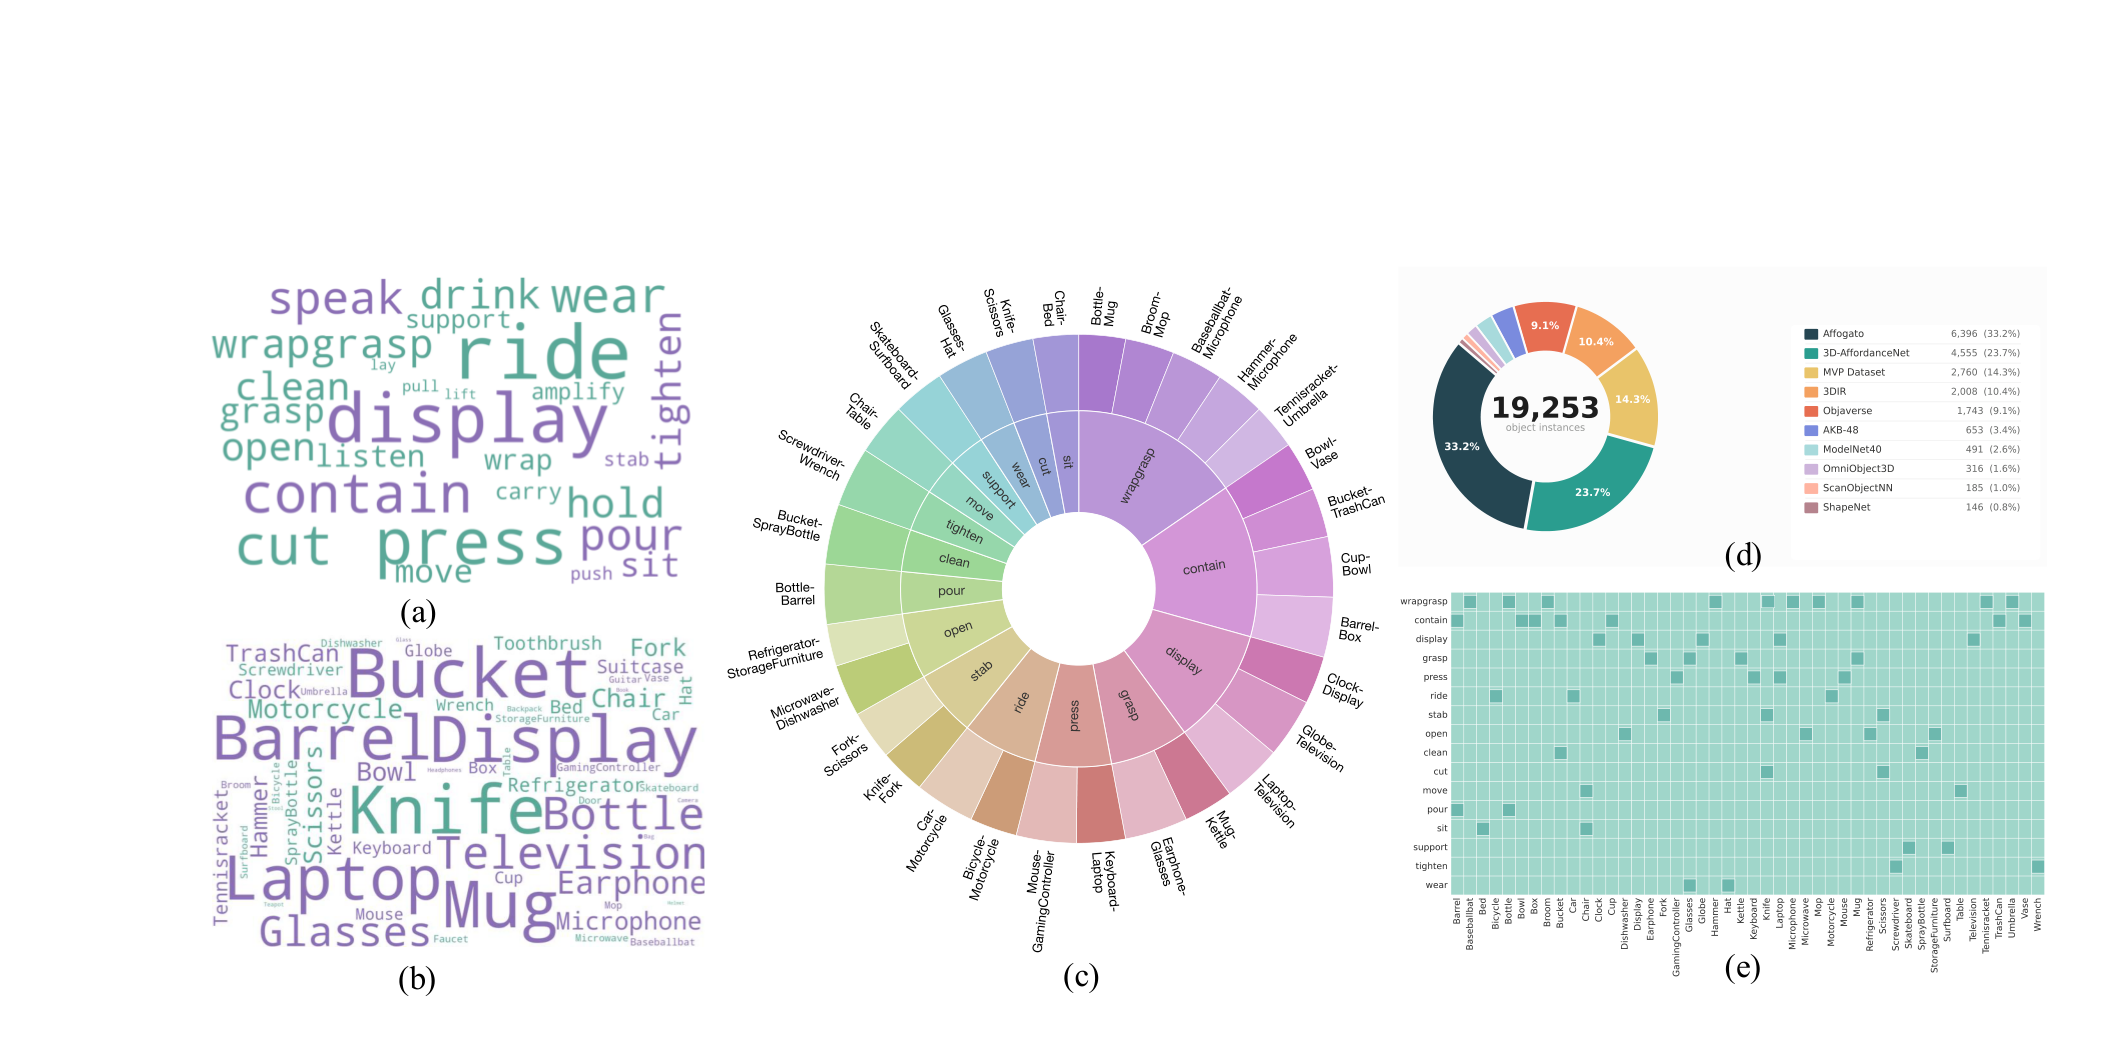 speak drink wear
support
wrapgrasp ride
lay
tighten
clean pull lift amplify
grasp display
open listen wrap stab
contain carry hold
cut press pour
move push sit
(a)
TrashCan Dishwasher Glass Globe Toothbrush Fork
Screwdriver Bucket Suitcase
Guitar Vase
Clock Umbrella Chair Hat
Motorcycle Wrench Backpack Bed Car
StorageFurniture
Barrel Display
Bowl Headphones Box Table GamingController
Broom Bicycle SprayBottle Scissors Refrigerator Skateboard
Knife Door Camera
Bottle
Tennisracket Hammer Kettle
Surfboard Keyboard Television
Laptop Cup Earphone
Mug Mop Helmet
Teapot
Mouse Microphone
Glasses Faucet Microwave Baseballbat
(b)
Bottle-
Mug
Broom-
Mop
Baseballbat-
Microphone
Hammer-
Microphone
Tennisracket-
Umbrella
Bowl-
Vase
Bucket-
TrashCan
Cup-
Bowl
Barrel-
Box
Clock-
Display
Globe-
Television
Laptop-
Television
Mug-
Kettle
Earphone-
Glasses
Keyboard-
Laptop
Mouse-
GamingController
Bicycle-
Motorcycle
Car-
Motorcycle
Knife-
Fork
Fork-
Scissors
Microwave-
Dishwasher
Refrigerator-
StorageFurniture
Bottle-
Barrel
Bucket-
SprayBottle
Screwdriver-
Wrench
Chair-
Table
Skateboard-
Surfboard
Glasses-
Hat
Knife-
Scissors
Chair-
Bed
wrapgrasp
contain
display
grasp
press
ride
stab
open
pour
clean
tighten
move
support
wear
cut
sit
(c)
9.1%
10.4%
14.3%
23.7%
33.2%
19,253
object instances
Affogato 6,396 (33.2%)
3D-AffordanceNet 4,555 (23.7%)
MVP Dataset 2,760 (14.3%)
3DIR 2,008 (10.4%)
Objaverse 1,743 (9.1%)
AKB-48 653 (3.4%)
ModelNet40 491 (2.6%)
OmniObject3D 316 (1.6%)
ScanObjectNN 185 (1.0%)
ShapeNet 146 (0.8%)
(d)
wrapgrasp
contain
display
grasp
press
ride
stab
open
clean
cut
move
pour
sit
support
tighten
wear
Barrel
Baseballbat
Bed
Bicycle
Bottle
Bowl
Box
Broom
Bucket
Car
Chair
Clock
Cup
Dishwasher
Display
Earphone
Fork
GamingController
Glasses
Globe
Hammer
Hat
Kettle
Keyboard
Knife
Laptop
Microphone
Microwave
Mop
Motorcycle
Mouse
Mug
Refrigerator
Scissors
Screwdriver
Skateboard
SprayBottle
StorageFurniture
Surfboard
Table
Television
Tennisracket
TrashCan
Umbrella
Vase
Wrench
(e)